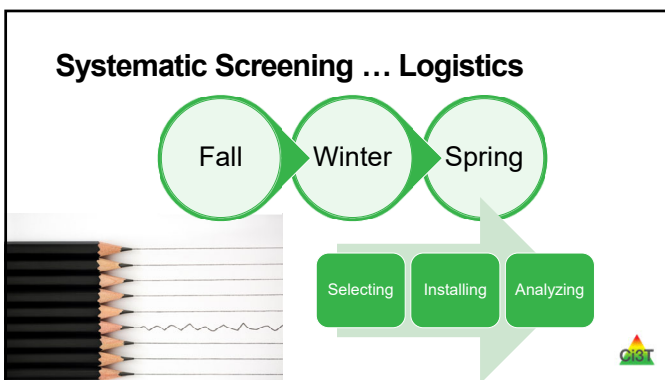 Systematic Screening … Logistics
Fall Winter Spring
Selecting Installing Analyzing
Ci3T